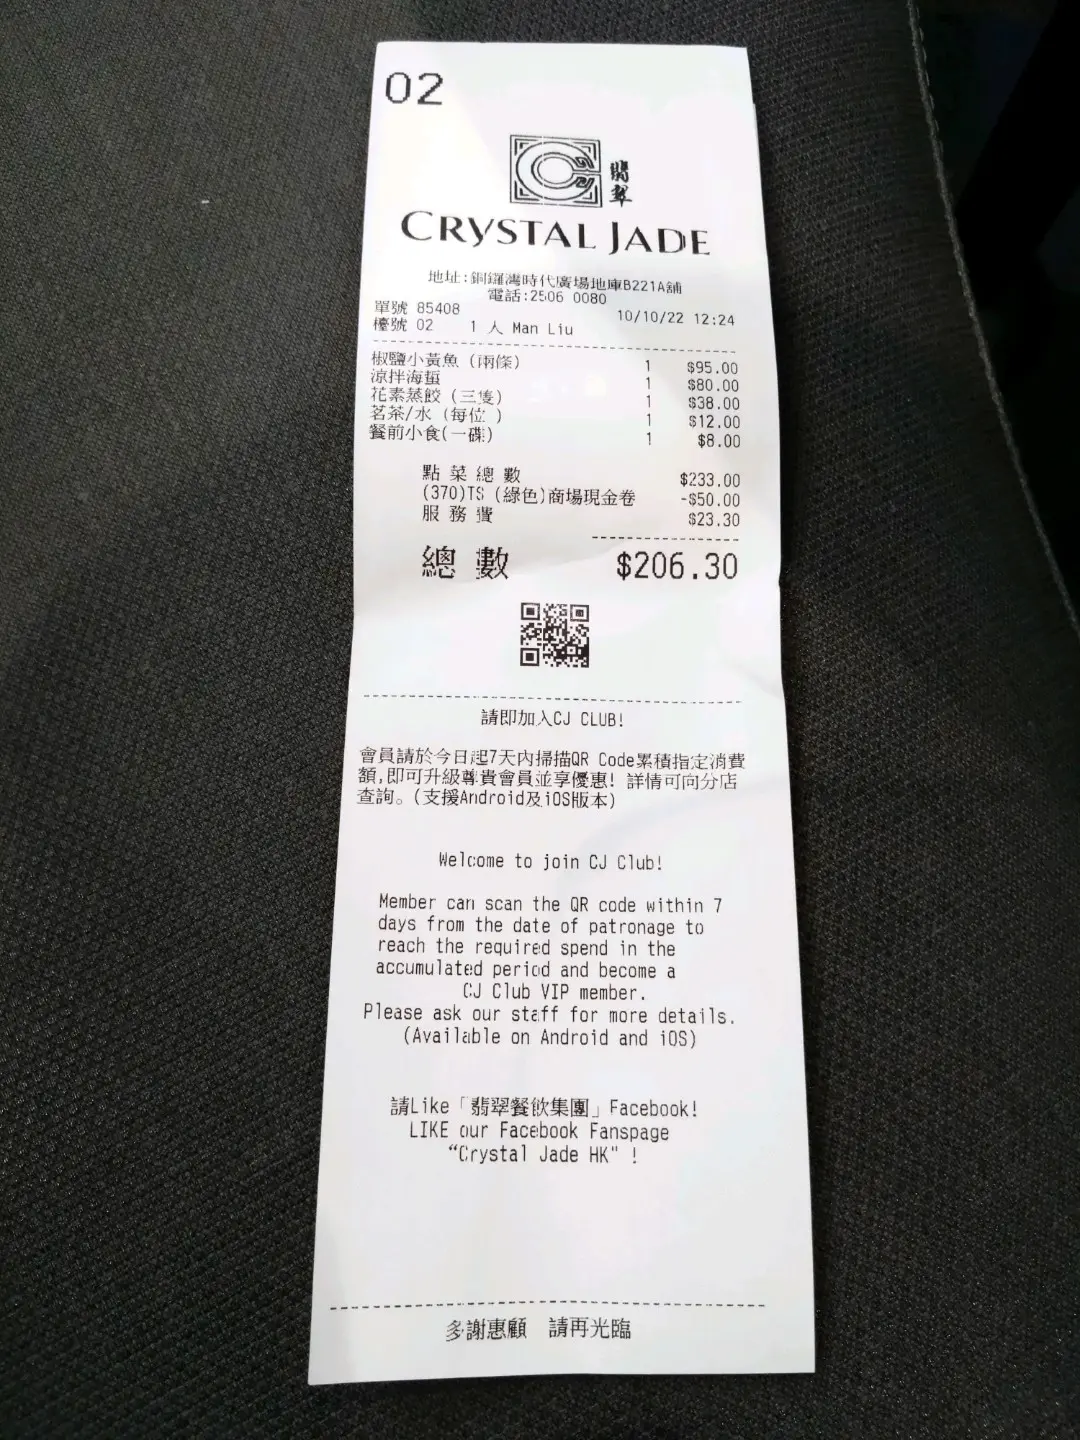 02
翡翠
CRYSTAL JADE
地址:銅鑼灣時代廣場地庫B221A舖
電話:2506 0080
單號 85408 10/10/22 12:24
檯號 02 1 人 Man Liu
椒鹽小黃魚 (兩條) 1 $95.00
涼拌海蜇 1 $80.00
花素蒸餃 (三隻) 1 $38.00
茗茶/水 (每位 ) 1 $12.00
餐前小食(一碟) 1 $8.00
點 菜 總 數 $233.00
(370)TS (綠色)商場現金卷 -$50.00
服 務 費 $23.30
總 數 $206.30
請即加入CJ CLUB!
會員請於今日起7天內掃描QR Code累積指定消費
額,即可升級尊貴會員並享優惠! 詳情可向分店
查詢。(支援Android及iOS版本)
Welcome to join CJ Club!
Member can scan the QR code within 7
days from the date of patronage to
reach the required spend in the
accumulated period and become a
CJ Club VIP member.
Please ask our staff for more details.
(Available on Android and iOS)
請Like「翡翠餐飲集團」Facebook!
LIKE our Facebook Fanspage
“Crystal Jade HK" !
多謝惠顧 請再光臨